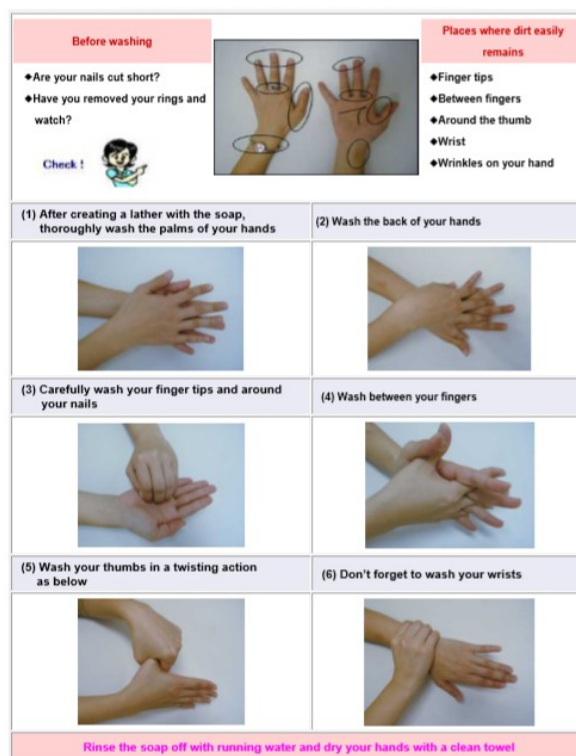 Before washing
◆Are your nails cut short?
◆Have you removed your rings and
watch?
Check !
Places where dirt easily
remains
◆Finger tips
◆Between fingers
◆Around the thumb
◆Wrist
◆Wrinkles on your hand
(1) After creating a lather with the soap,
thoroughly wash the palms of your hands
(2) Wash the back of your hands
(3) Carefully wash your finger tips and around
your nails
(4) Wash between your fingers
(5) Wash your thumbs in a twisting action
as below
(6) Don't forget to wash your wrists
Rinse the soap off with running water and dry your hands with a clean towel